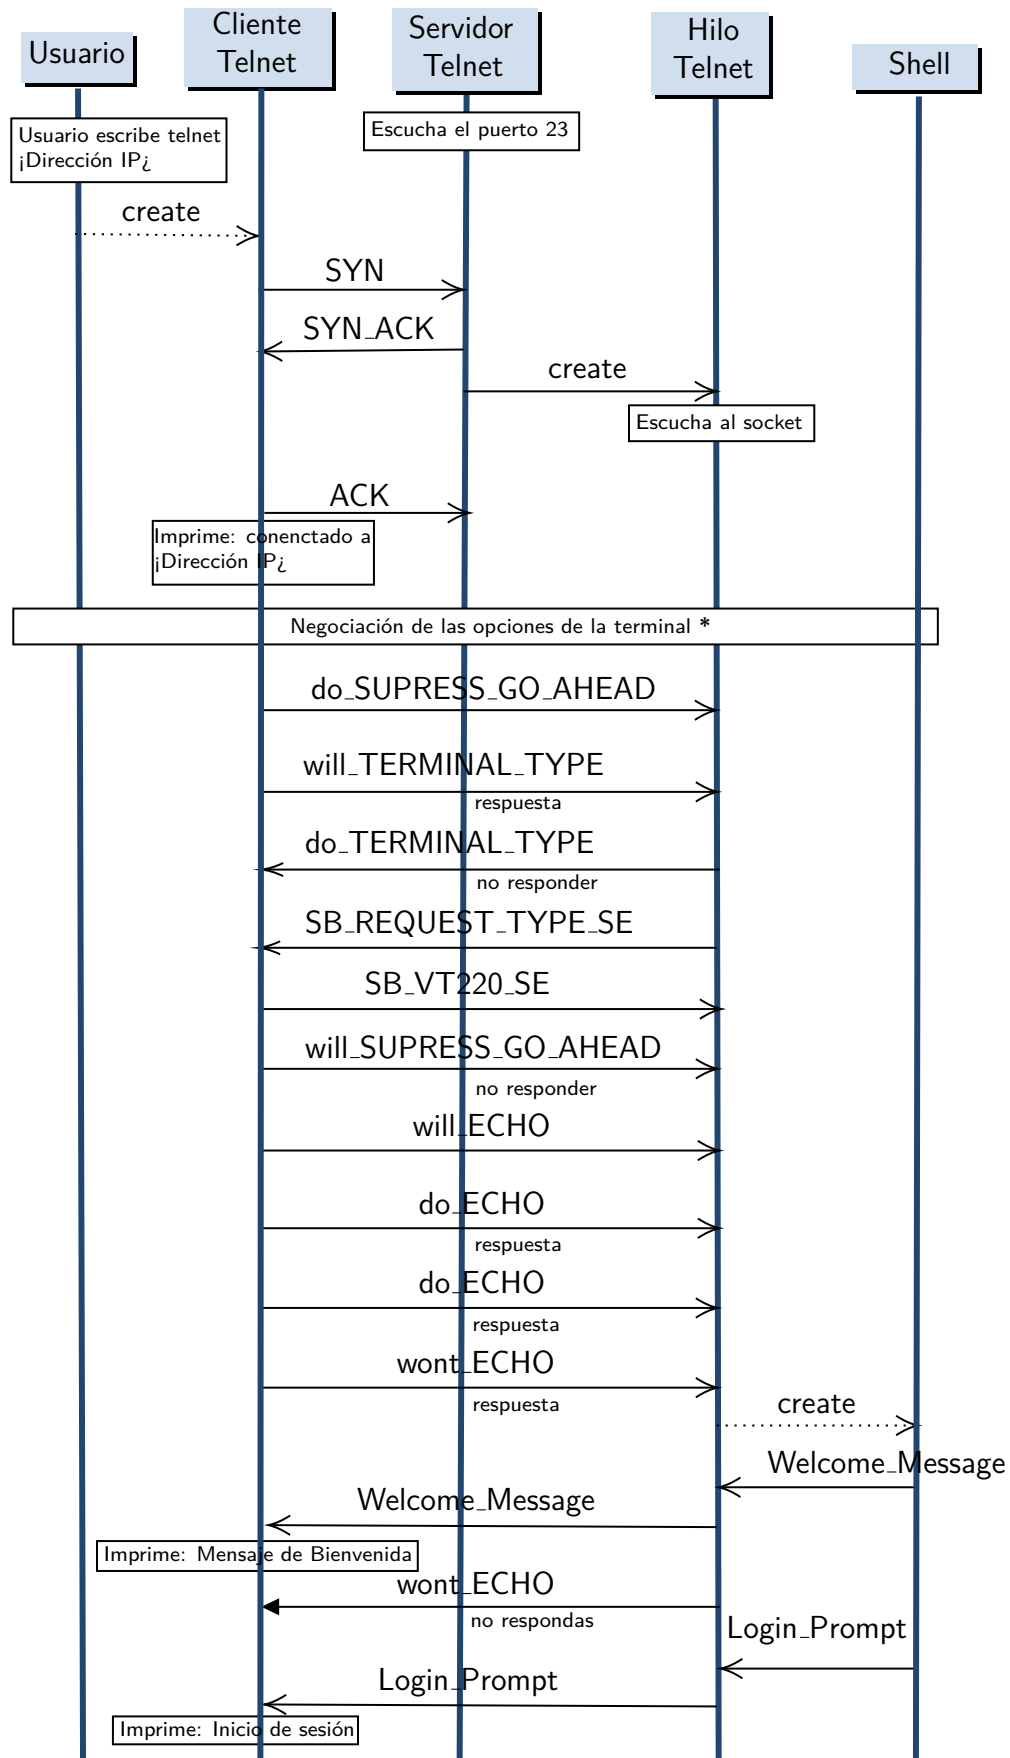 Usuario
Cliente
Telnet
Servidor
Telnet
Hilo
Telnet
Shell
Usuario escribe telnet
¡Dirección IP¿
Escucha el puerto 23
create
SYN
SYN_ACK
create
Escucha al socket
ACK
Imprime: conenctado a
¡Dirección IP¿
Negociación de las opciones de la terminal *
do_SUPRESS_GO_AHEAD
will_TERMINAL_TYPE
respuesta
do_TERMINAL_TYPE
no responder
SB_REQUEST_TYPE_SE
SB_VT220_SE
will_SUPRESS_GO_AHEAD
no responder
will_ECHO
do_ECHO
respuesta
do_ECHO
respuesta
wont_ECHO
respuesta
create
Welcome_Message
Welcome_Message
Imprime: Mensaje de Bienvenida
wont_ECHO
no respondas
Login_Prompt
Login_Prompt
Imprime: Inicio de sesión